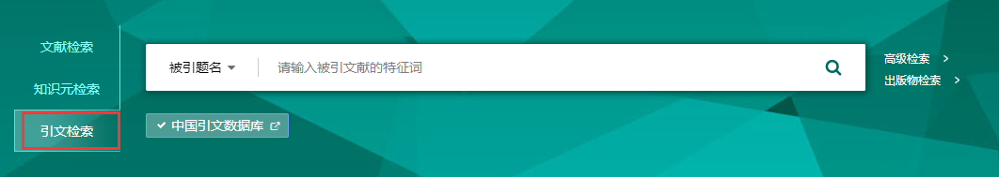 文献检索
知识元检索
引文检索
被引题名
请输入被引文献的特征词
中国引文数据库
高级检索
出版物检索